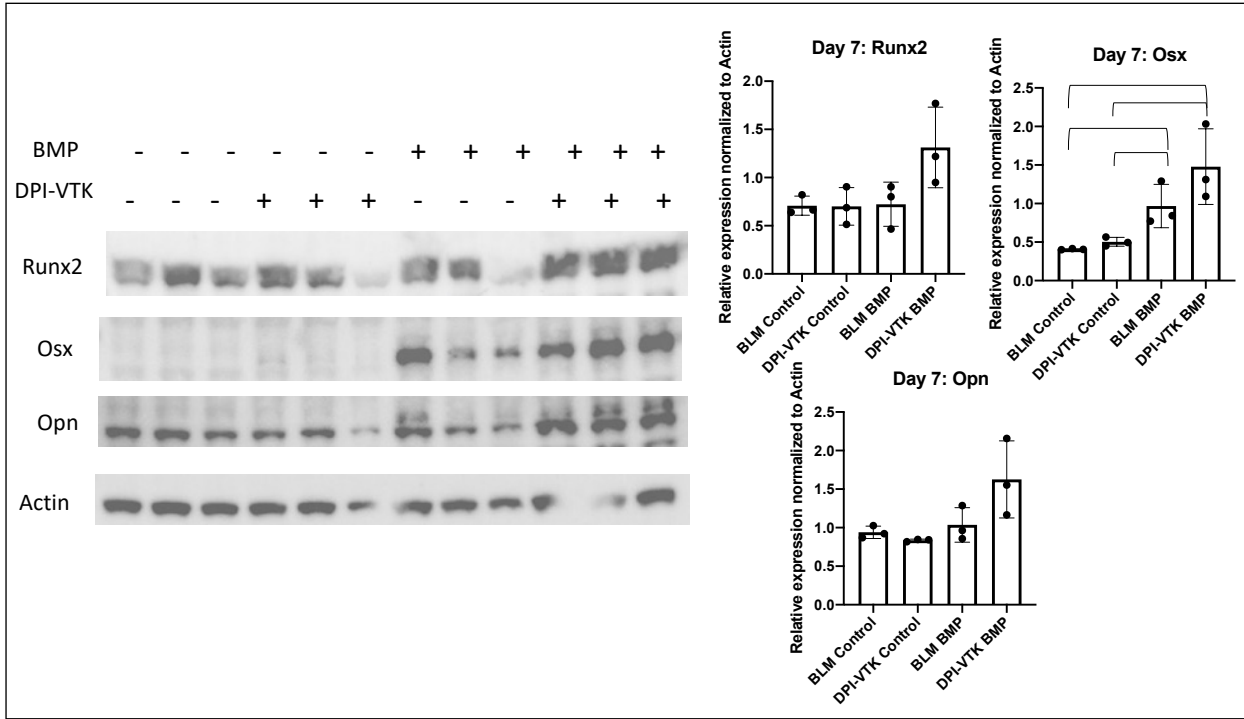 BMP - - - - - - + + + + + +
DPI-VTK - - - + + + - - - + + +
Runx2
Osx
Opn
Actin
Day 7: Runx2
Relative expression normalized to Actin
2.0
1.5
1.0
0.5
0.0
BLM Control
DPI-VTK Control
BLM BMP
DPI-VTK BMP
Day 7: Osx
Relative expression normalized to Actin
2.5
2.0
1.5
1.0
0.5
0.0
BLM Control
DPI-VTK Control
BLM BMP
DPI-VTK BMP
Day 7: Opn
Relative expression normalized to Actin
2.5
2.0
1.5
1.0
0.5
0.0
BLM Control
DPI-VTK Control
BLM BMP
DPI-VTK BMP